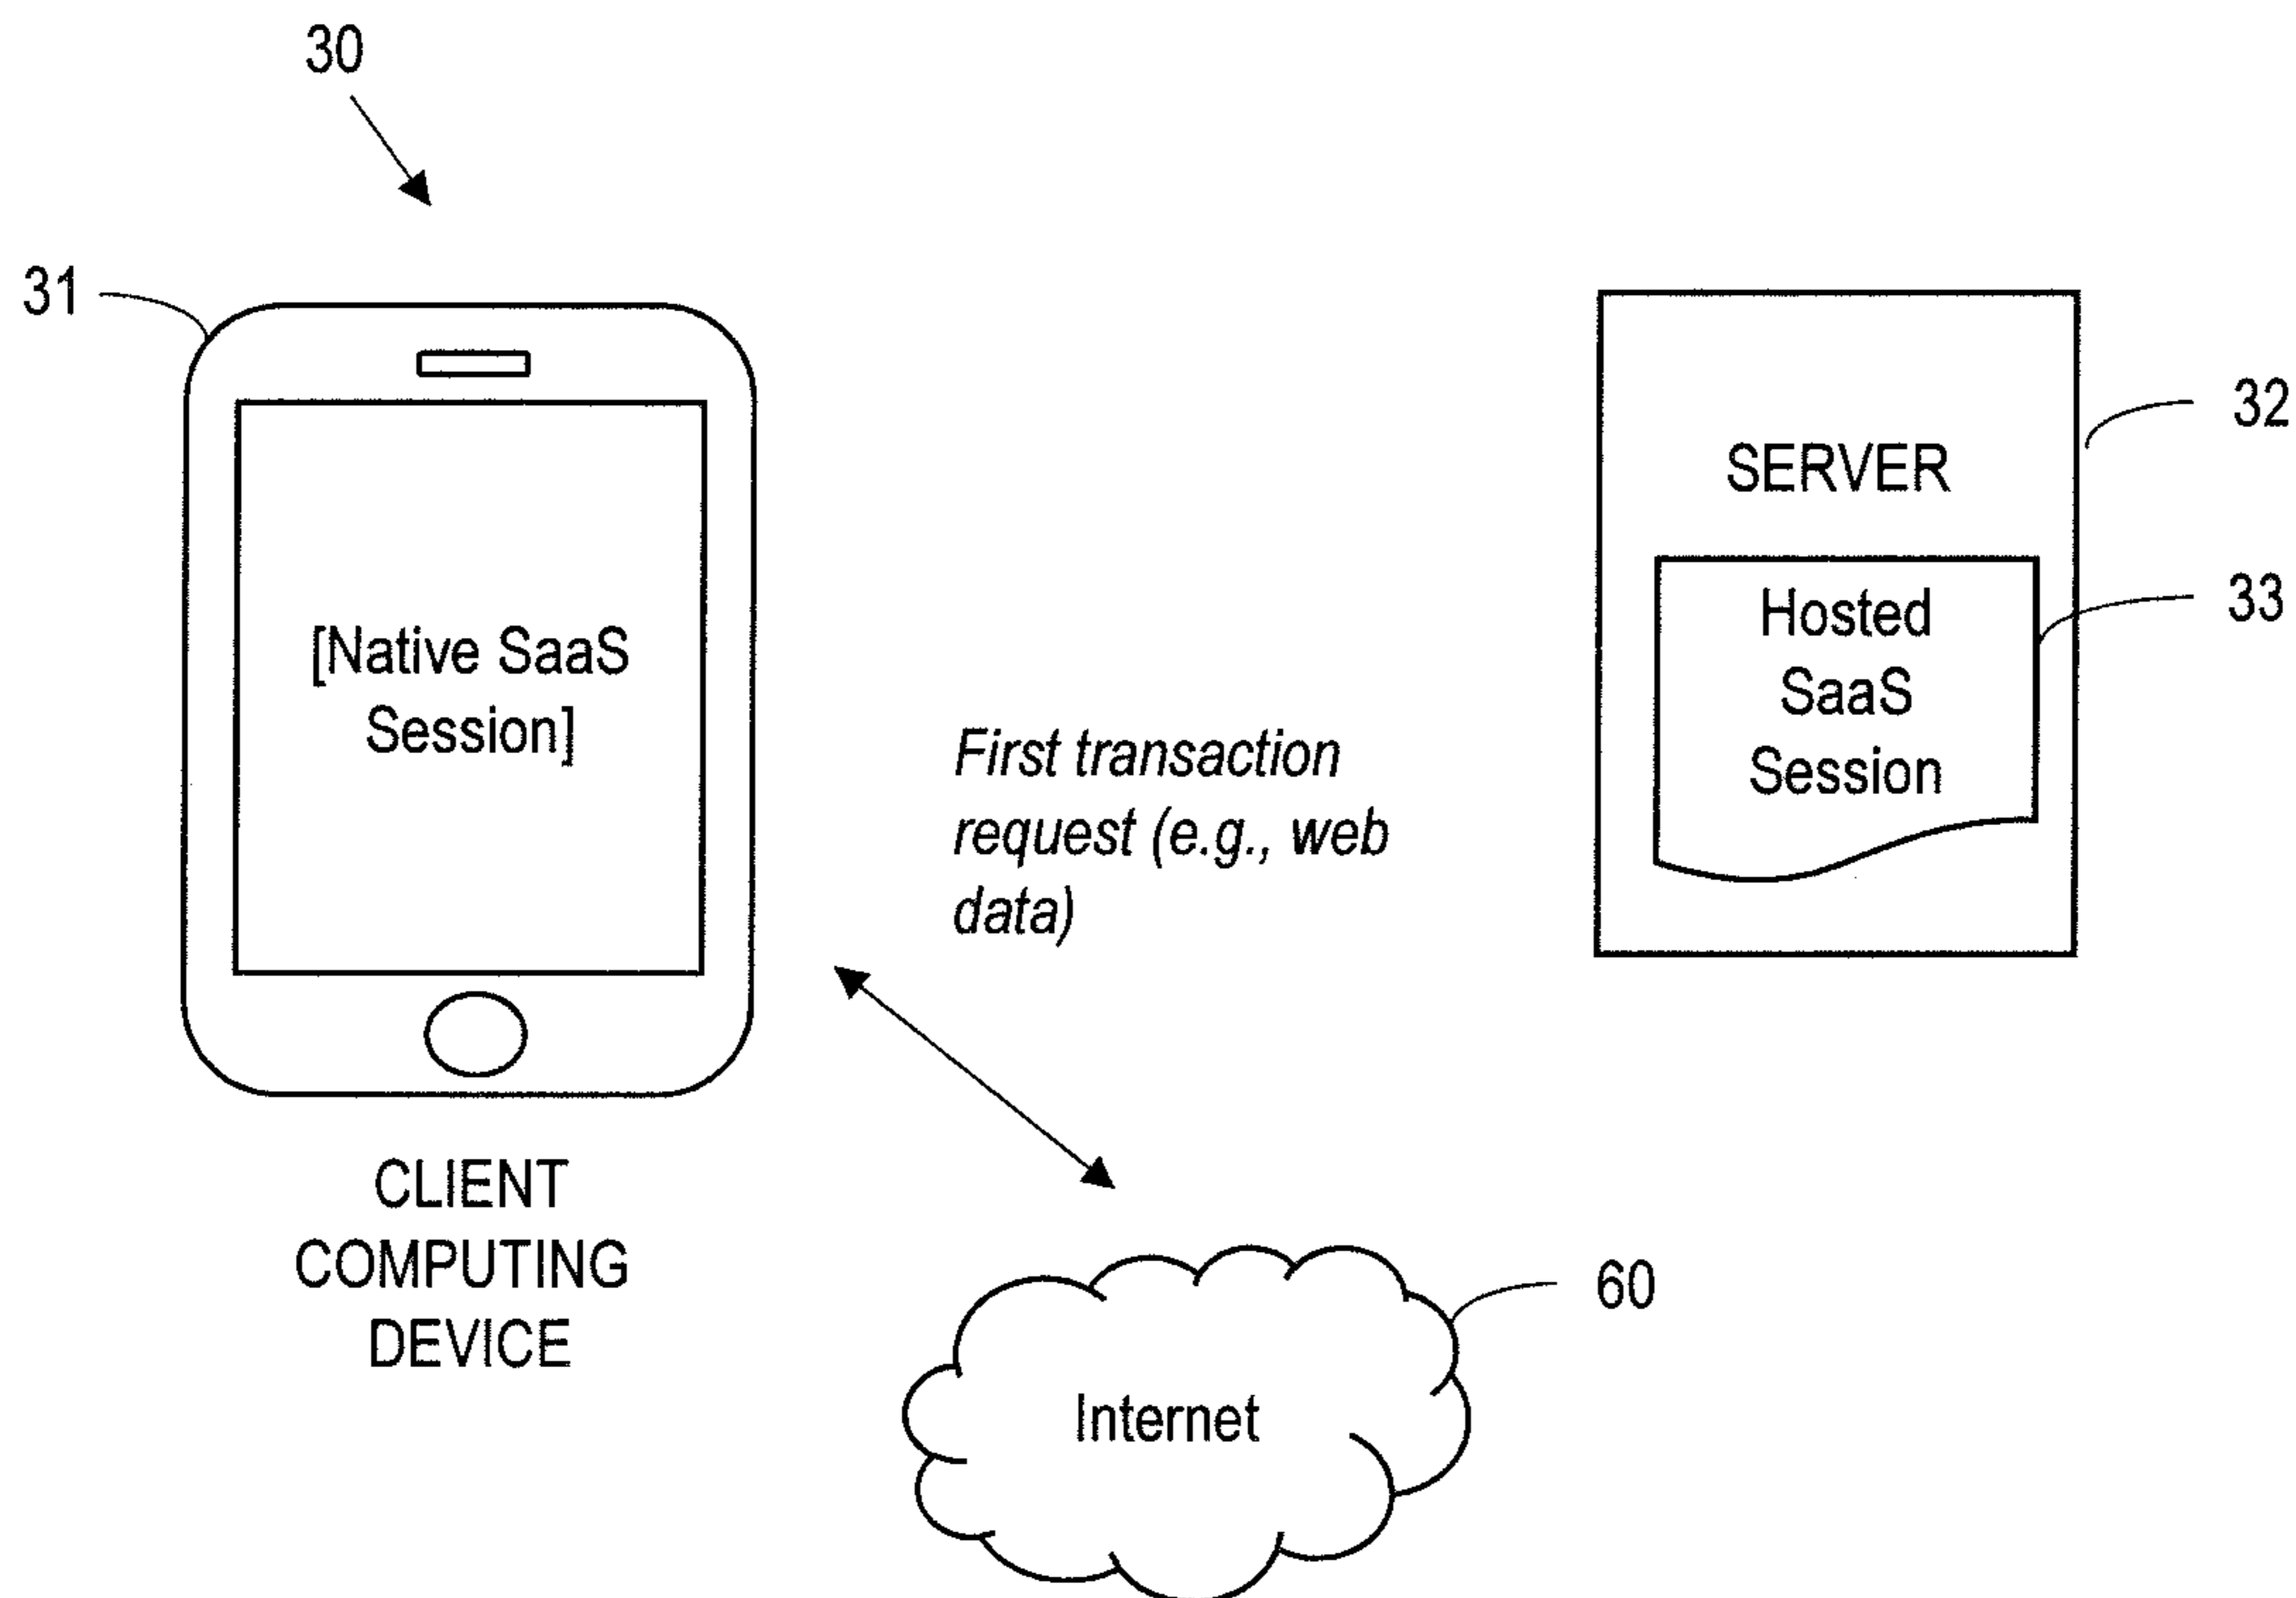 30
31
[Native SaaS
Session]
CLIENT
COMPUTING
DEVICE
First transaction
request (e.g., web
data)
SERVER
32
Hosted
SaaS
Session
33
Internet
60